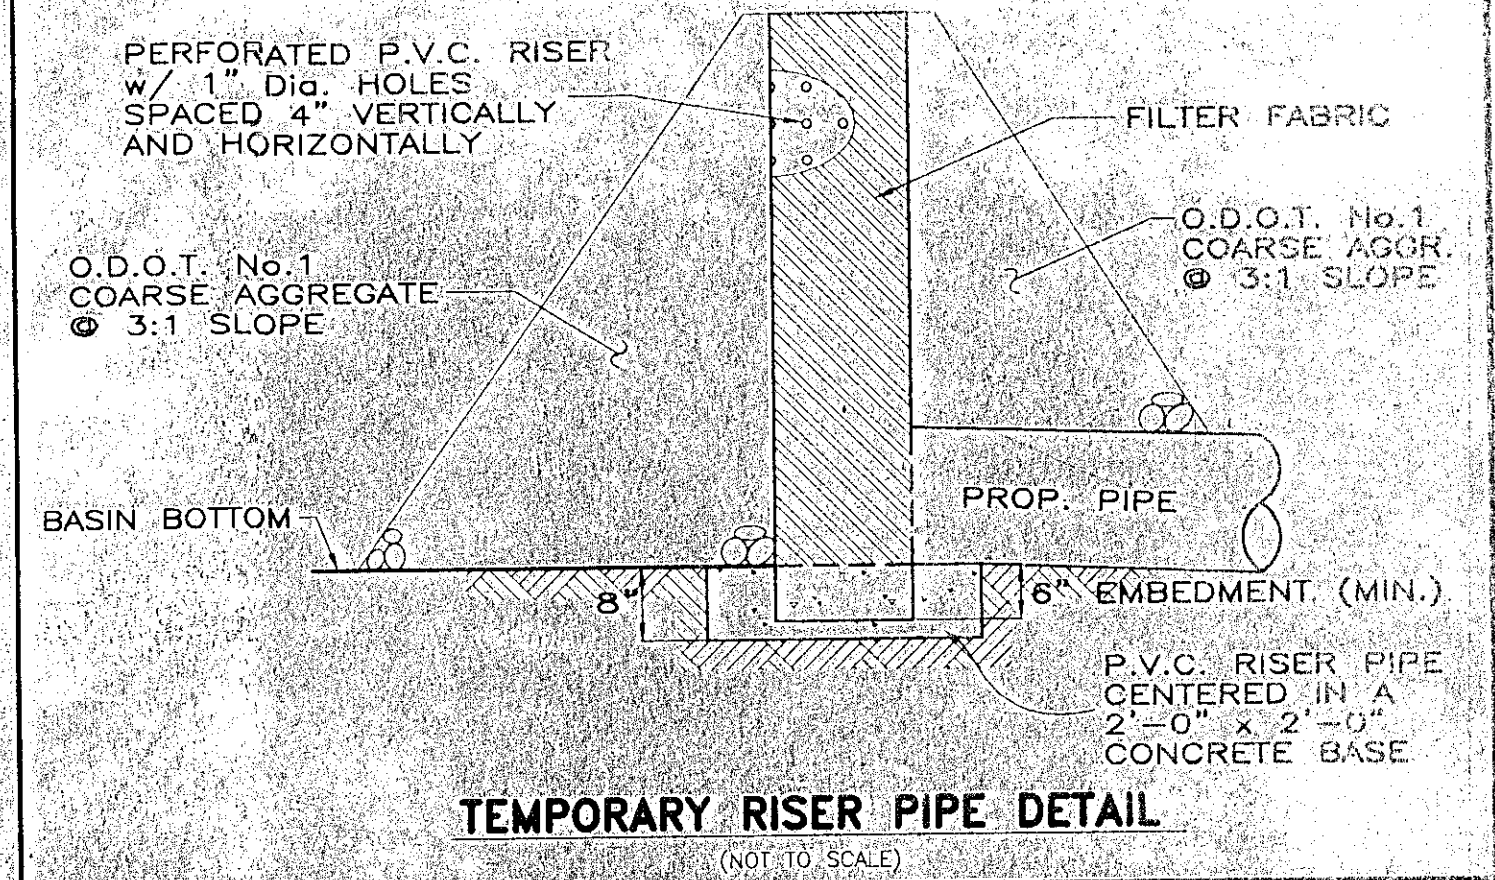 PERFORATED P.V.C. RISER
w/ 1" Dia. HOLES
SPACED 4" VERTICALLY
AND HORIZONTALLY
FILTER FABRIC
O.D.O.T. No.1
COARSE AGGR.
@ 3:1 SLOPE
O.D.O.T. No.1
COARSE AGGREGATE
@ 3:1 SLOPE
PROP. PIPE
BASIN BOTTOM
8"
6" EMBEDMENT (MIN.)
P.V.C. RISER PIPE
CENTERED IN A
2'-0" x 2'-0"
CONCRETE BASE
TEMPORARY RISER PIPE DETAIL
(NOT TO SCALE)